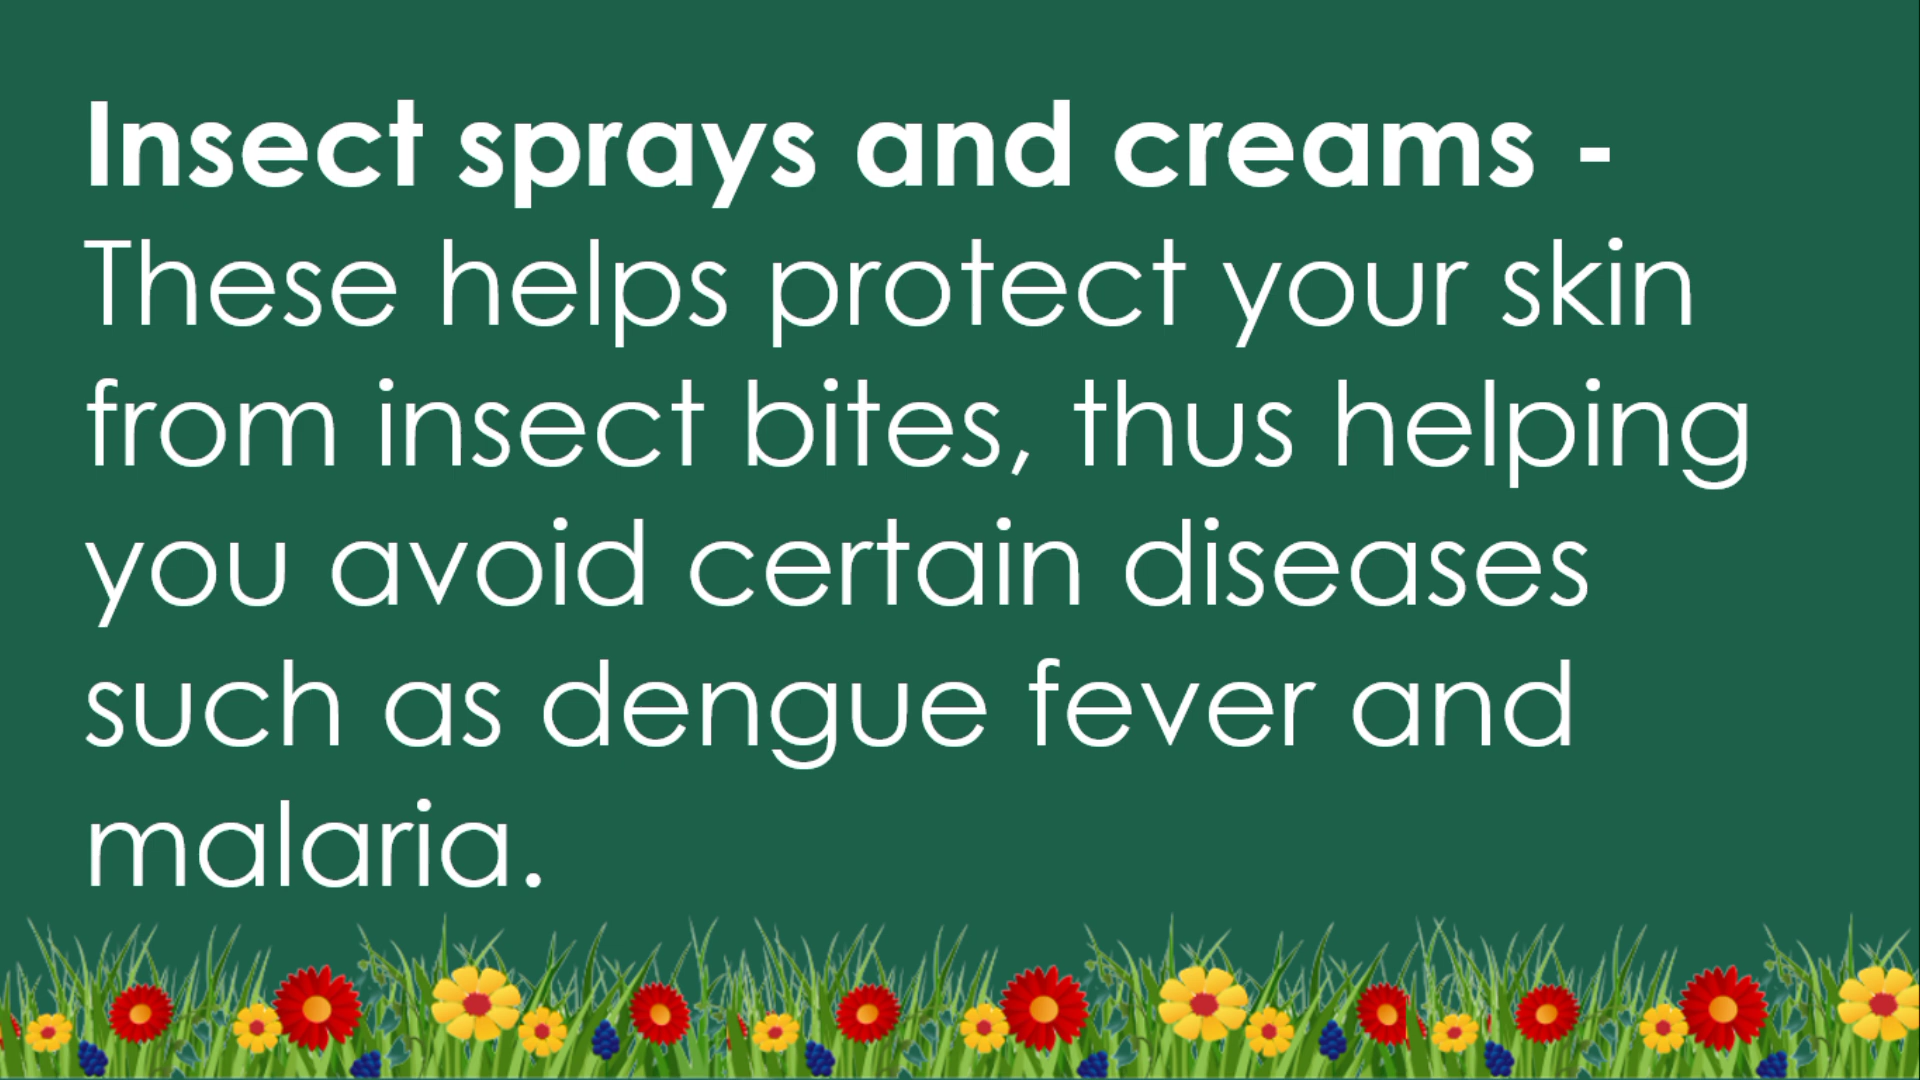 Insect sprays and creams -
These helps protect your skin
from insect bites, thus helping
you avoid certain diseases
such as dengue fever and
malaria.